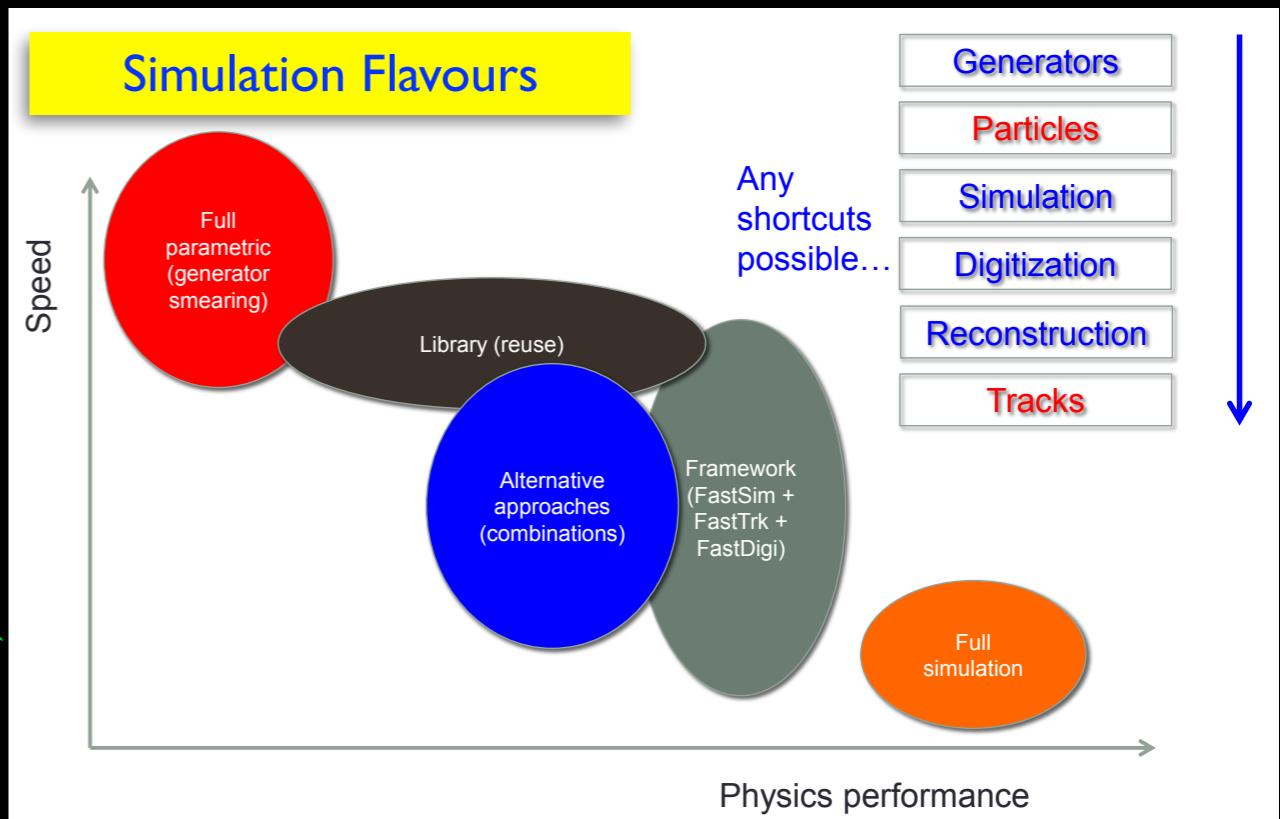 Simulation Flavours
Generators
Particles
Simulation
Digitization
Reconstruction
Tracks
Any
shortcuts
possible…
Speed
Full
parametric
(generator
smearing)
Library (reuse)
Alternative
approaches
(combinations)
Framework
(FastSim +
FastTrk +
FastDigi)
Full
simulation
Physics performance